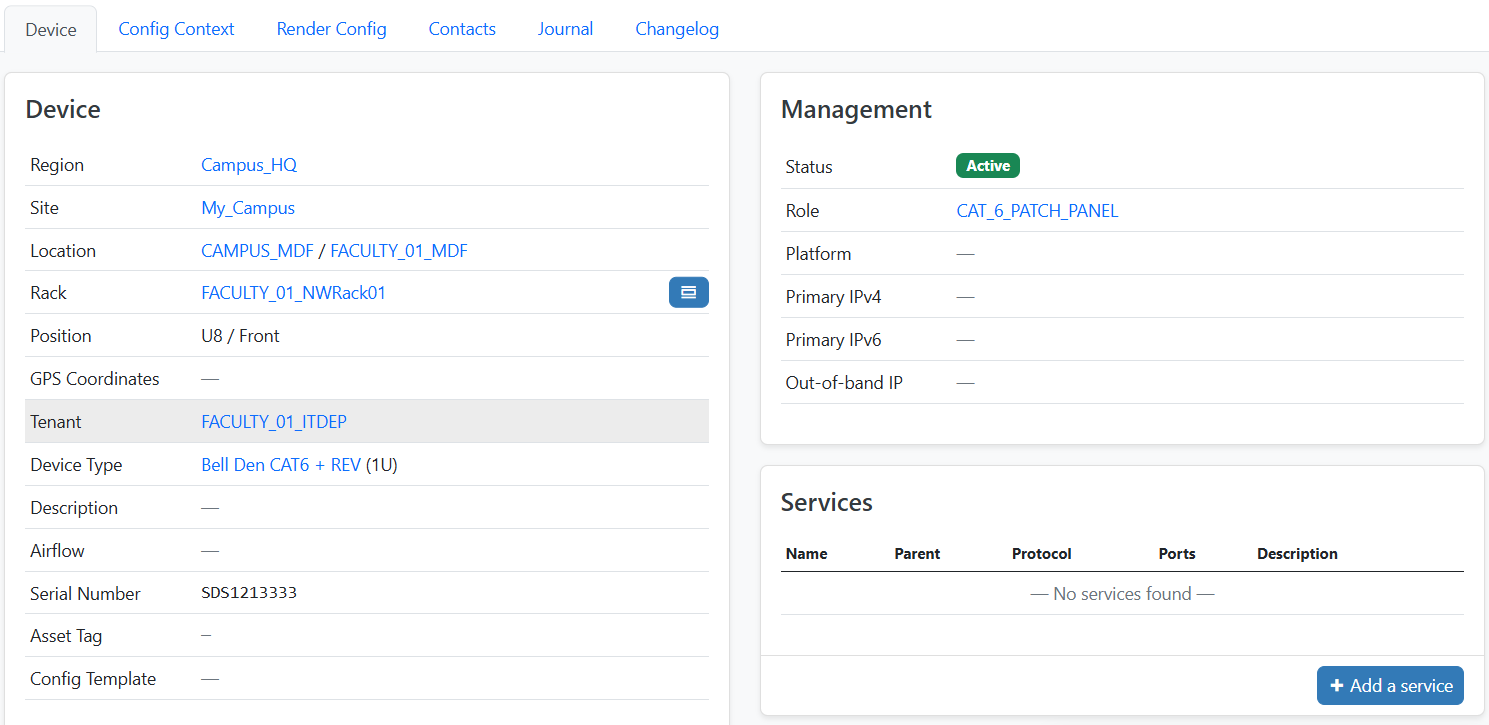 Device Config Context Render Config Contacts Journal Changelog
Device
Region Campus_HQ
Site My_Campus
Location CAMPUS_MDF / FACULTY_01_MDF
Rack FACULTY_01_NWRack01
Position U8 / Front
GPS Coordinates —
Tenant FACULTY_01_ITDEP
Device Type Bell Den CAT6 + REV (1U)
Description —
Airflow —
Serial Number SDS1213333
Asset Tag –
Config Template —
Management
Status Active
Role CAT_6_PATCH_PANEL
Platform —
Primary IPv4 —
Primary IPv6 —
Out-of-band IP —
Services
Name Parent Protocol Ports Description
— No services found —
+ Add a service